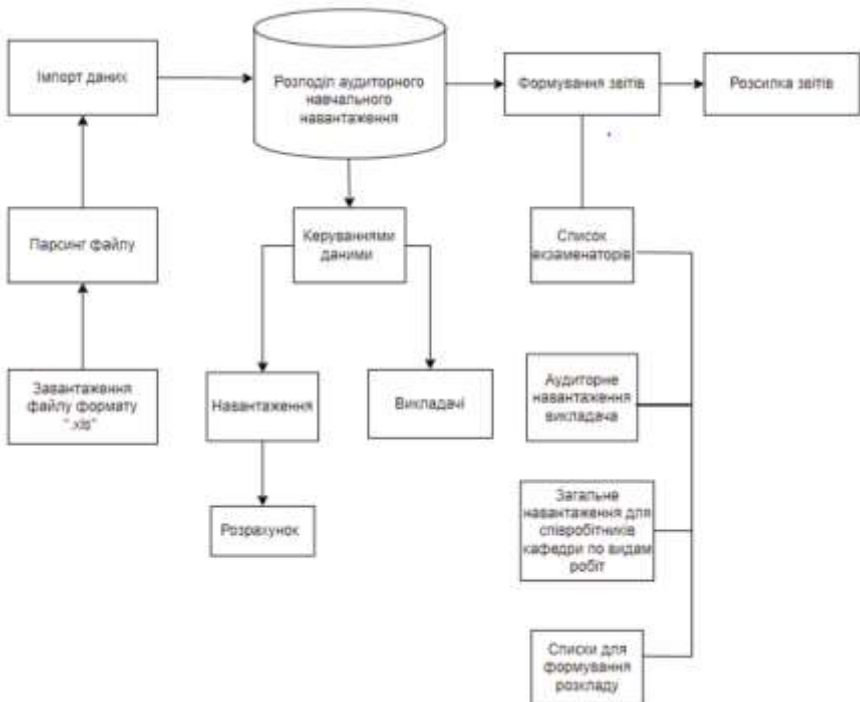 Імпорт даних
Розподіл аудиторного
навчального
навантаження
Формування звітів
Розсилка звітів
Парсинг файлу
Керуваннями
даними
Список
екзаменаторів
Завантаження
файлу формату
".xls"
Навантаження
Викладачі
Аудиторне
навантаження
викладача
Розрахунок
Загальне
навантаження для
співробітників
кафедри по видам
робіт
Списки для
формування
розкладу